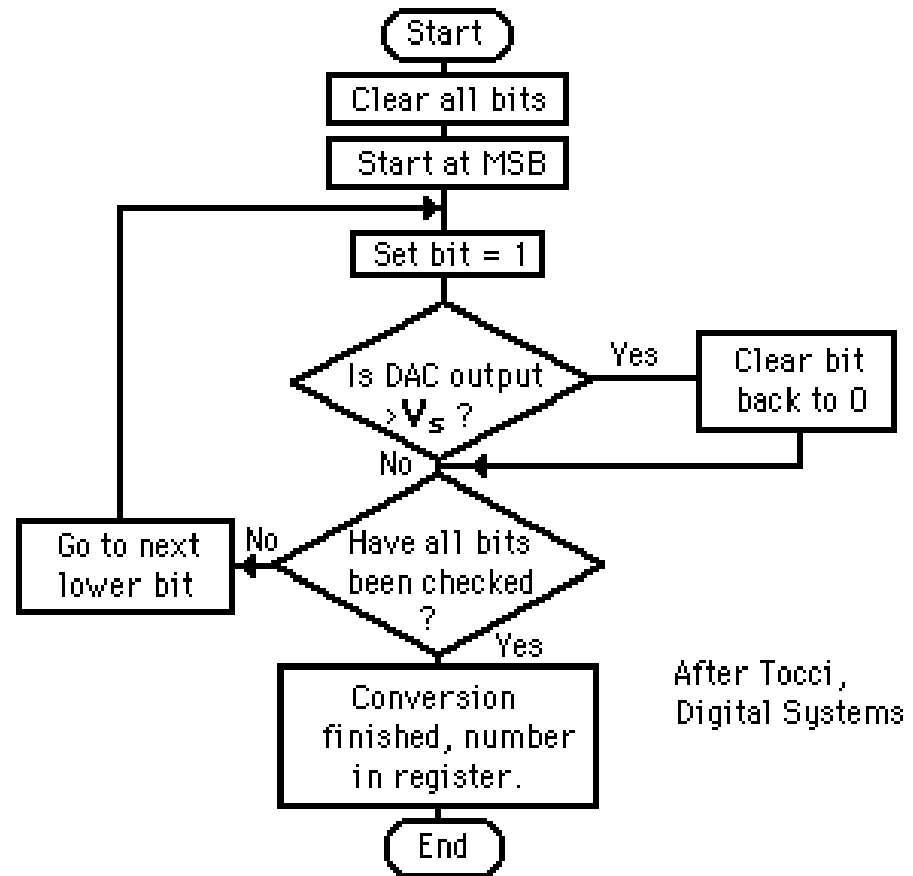 Start
Clear all bits
Start at MSB
Set bit = 1
Is DAC output
>Vs ?
Yes
Clear bit
back to 0
No
Have all bits
been checked
?
No
Go to next
lower bit
Yes
Conversion
finished, number
in register.
After Tocci,
Digital Systems
End